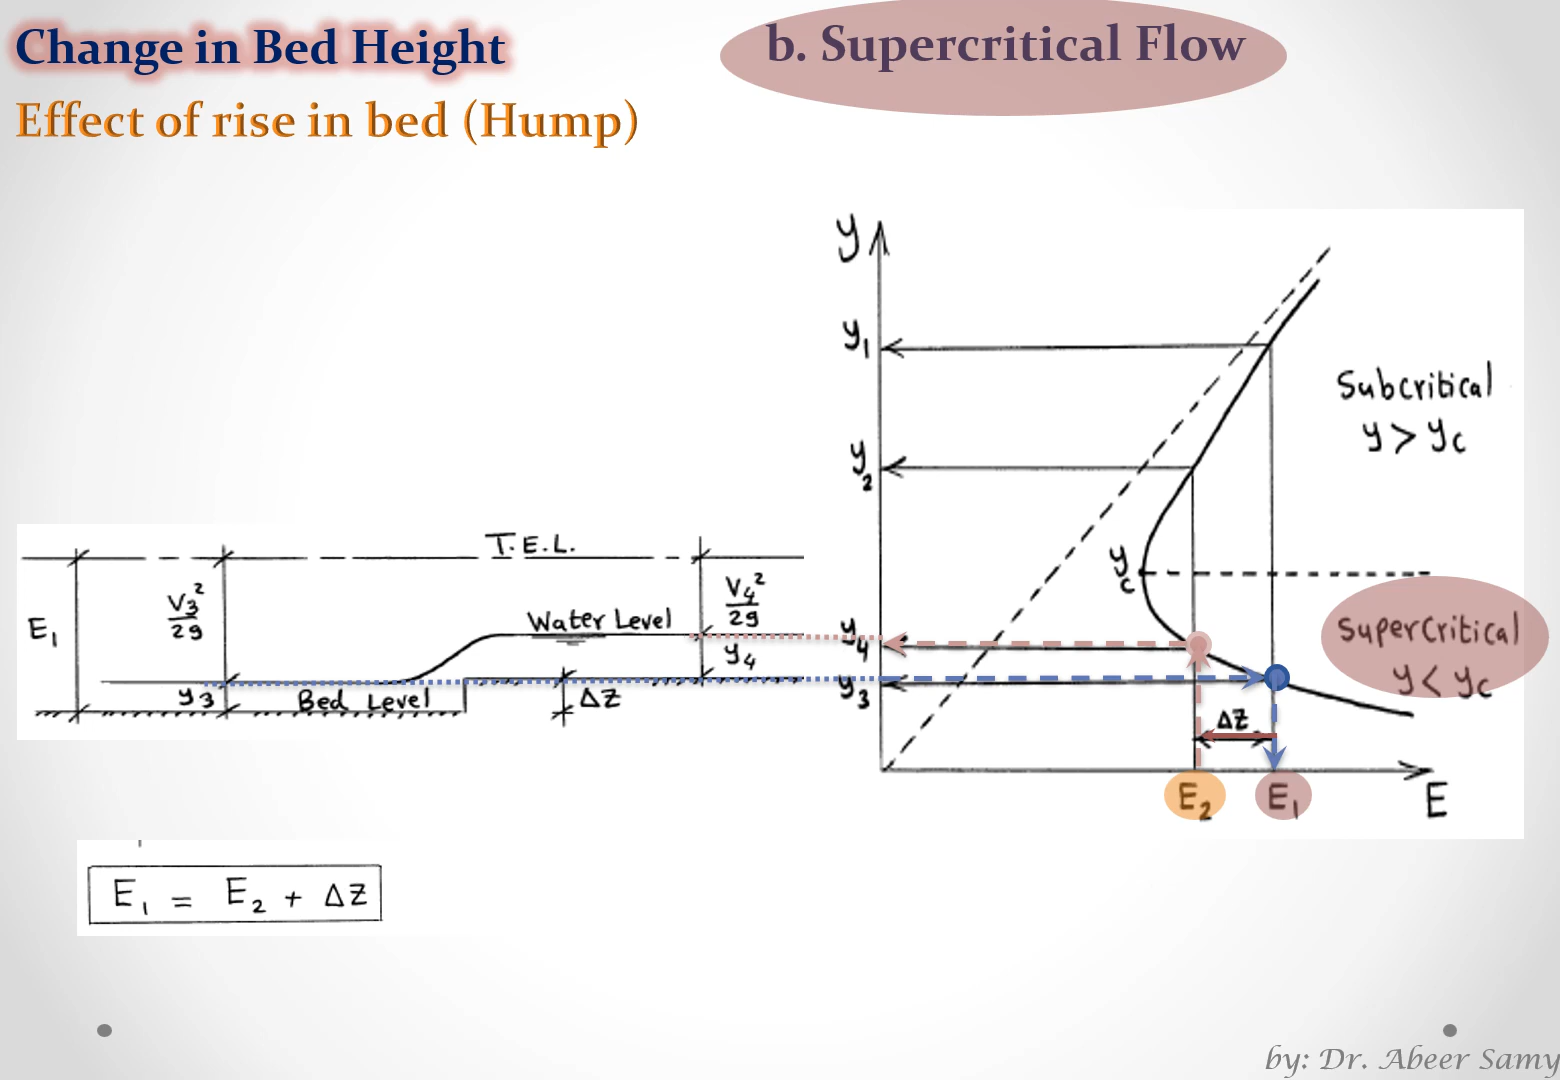 Change in Bed Height
b. Supercritical Flow
Effect of rise in bed (Hump)
y
y₁
Subcritical
y > yc
y₂
T.E.L.
yc
V₃²/2g
V₄²/2g
E₁
Water Level
y₄
Supercritical
y < yc
y₄
y₃
y₃
Bed Level
ΔZ
ΔZ
E₂
E₁
E
E₁ = E₂ + ΔZ
by: Dr. Abeer Samy